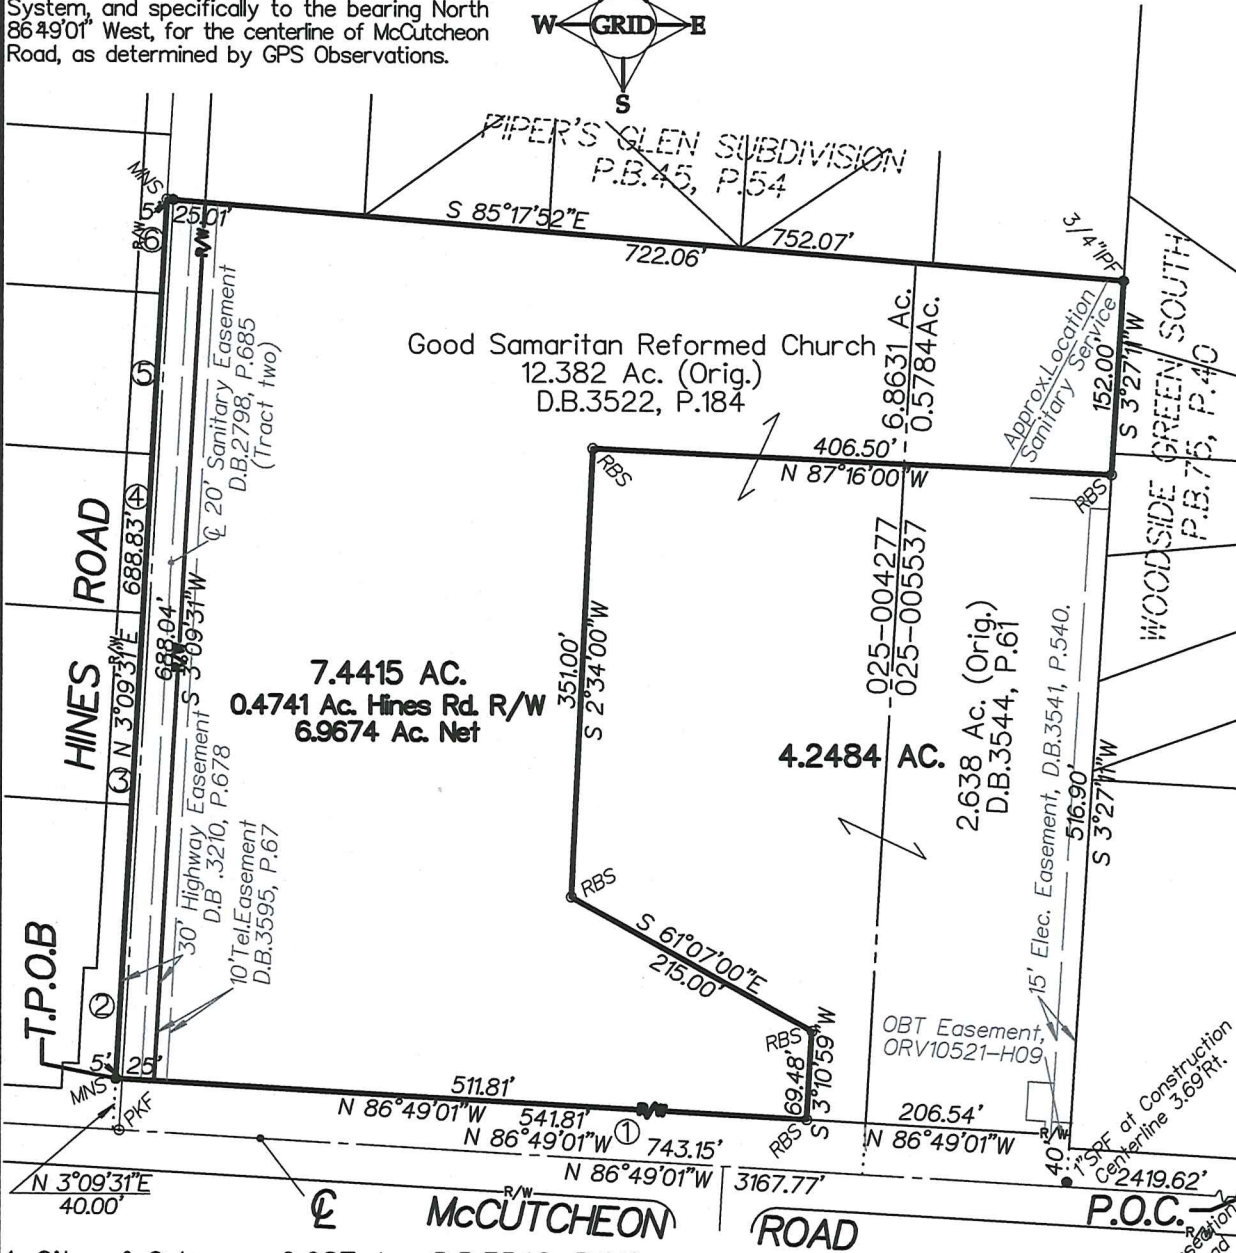 System, and specifically to the bearing North
86°49'01" West, for the centerline of McCutcheon
Road, as determined by GPS Observations.
W GRID E
S
PIPER'S GLEN SUBDIVISION
P.B.45, P.54
MNS
5'
25.01'
R/W
R/W
6
S 85°17'52"E
752.07'
722.06'
3/4"IPF
WOODSIDE GREEN SOUTH
P.B.75, P.40
152.00'
S 3°27'11"W
Approx.Location
Sanitary Service
6.8631 Ac.
0.5784Ac.
Good Samaritan Reformed Church
12.382 Ac. (Orig.)
D.B.3522, P.184
℄ 20' Sanitary Easement
D.B.2798, P.685
(Tract two)
5
4
406.50'
N 87°16'00"W
RBS
RBS
HINES ROAD
688.83'
N 3°09'31"E
R/W
688.04'
S 3°09'31"W
R/W
3
7.4415 AC.
0.4741 Ac. Hines Rd. R/W
6.9674 Ac. Net
351.00'
S 2°34'00"W
025-004277
025-005537
4.2484 AC.
2.638 Ac. (Orig.)
D.B.3544, P.61
15' Elec. Easement, D.B.3541, P.540.
516.90'
S 3°27'11"W
30' Highway Easement
D.B .3210, P.678
10'Tel.Easement
D.B.3595, P.67
RBS
S 61°07'00"E
215.00'
T.P.O.B
2
5'
25'
MNS
PKF
RBS
69.48'
S 3°10'59"W
RBS
OBT Easement,
ORV10521-H09
511.81'
N 86°49'01"W
R/W
541.81'
N 86°49'01"W
1
743.15'
N 86°49'01"W
206.54'
N 86°49'01"W
R/W
40'
1"SRF at Construction
Centerline 3.69'Rt.
N 3°09'31"E
40.00'
3167.77'
2419.62'
P.O.C.
℄
R/W
McCUTCHEON ROAD
R/W